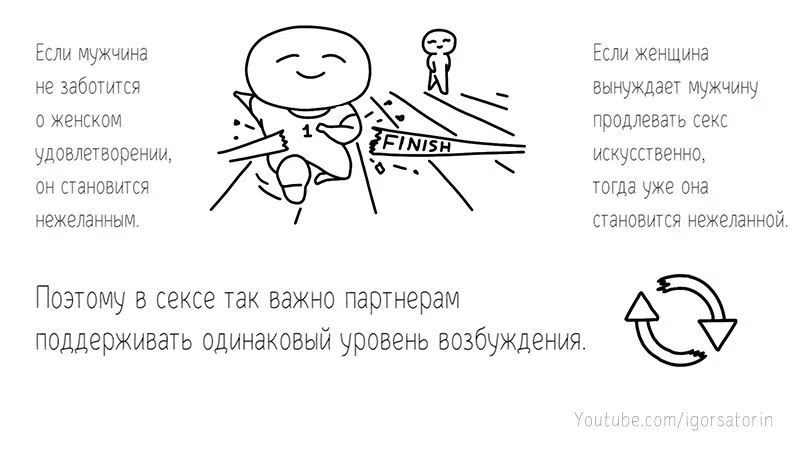 Если мужчина
не заботится
о женском
удовлетворении,
он становится
нежеланным.
1
FINISH
Если женщина
вынуждает мужчину
продлевать секс
искусственно,
тогда уже она
становится нежеланной.
Поэтому в сексе так важно партнерам
поддерживать одинаковый уровень возбуждения.
Youtube.com/igorsatorin